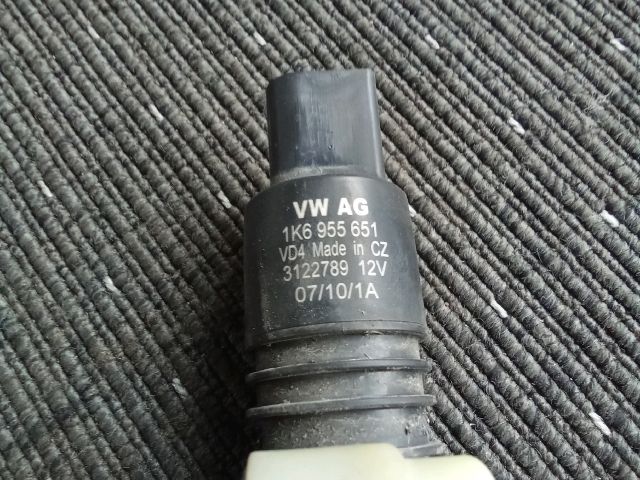 VW AG
1K6 955 651
VD4 Made in CZ
3122789 12V
07/10/1A